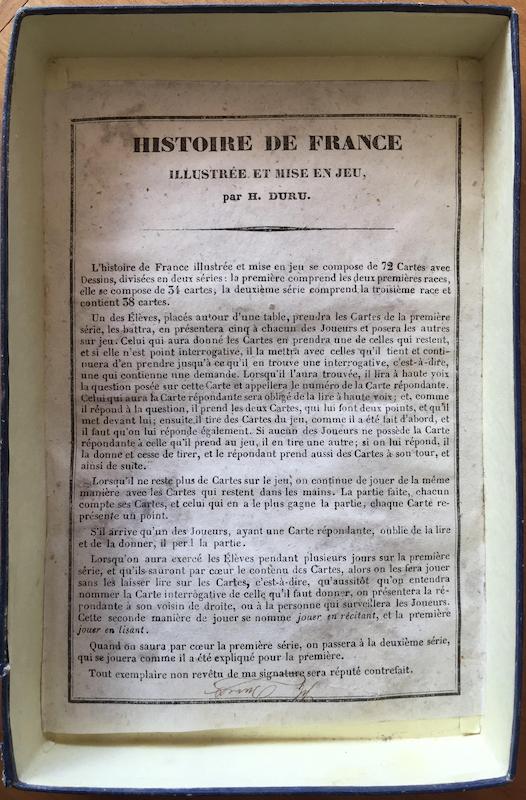 HISTOIRE DE FRANCE
ILLUSTRÉE ET MISE EN JEU,
par H. DURU.
L'histoire de France illustrée et mise en jeu se compose de 72 Cartes avec
Dessins, divisées en deux séries : la première comprend les deux premières races,
elle se compose de 34 cartes; la deuxième série comprend la troisième race et
contient 38 cartes.
Un des Élèves, placés autour d'une table, prendra les Cartes de la première
série, les battra, en présentera cinq à chacun des Joueurs et posera les autres
sur jeu. Celui qui aura donné les Cartes en prendra une de celles qui restent,
et si elle n'est point interrogative, il la mettra avec celles qu'il tient et conti-
nuera d'en prendre jusqu'à ce qu'il en trouve une interrogative, c'est-à-dire,
une qui contienne une demande. Lorsqu'il l'aura trouvée, il lira à haute voix
la question posée sur cette Carte et appellera le numéro de la Carte répondante.
Celui qui aura la Carte répondante sera obligé de la lire à haute voix; et, comme
il répond à la question, il prend les deux Cartes, qui lui font deux points, et qu'il
met devant lui; ensuite il tire des Cartes du jeu, comme il a été fait d'abord, et
il faut qu'on lui réponde également. Si aucun des Joueurs ne possède la Carte
répondante à celle qu'il prend au jeu, il en tire une autre; si on lui répond, il
la donne et cesse de tirer, et le répondant prend aussi des Cartes à son tour, et
ainsi de suite.
Lorsqu'il ne reste plus de Cartes sur le jeu, on continue de jouer de la même
manière avec les Cartes qui restent dans les mains. La partie faite, chacun
compte ses Cartes, et celui qui en a le plus gagne la partie, chaque Carte re-
présente un point.
S'il arrive qu'un des Joueurs, ayant une Carte répondante, oublie de la lire
et de la donner, il perd la partie.
Lorsqu'on aura exercé les Élèves pendant plusieurs jours sur la première
série, et qu'ils sauront par cœur le contenu des Cartes, alors on les fera jouer
sans les laisser lire sur les Cartes, c'est-à-dire, qu'aussitôt qu'on entendra
nommer la Carte interrogative de celle qu'il faut donner, on présentera la ré-
pondante à son voisin de droite, ou à la personne qui surveillera les Joueurs.
Cette seconde manière de jouer se nomme jouer en récitant, et la première
jouer en lisant.
Quand on saura par cœur la première série, on passera à la deuxième série,
qui se jouera comme il a été expliqué pour la première.
Tout exemplaire non revêtu de ma signature sera réputé contrefait.